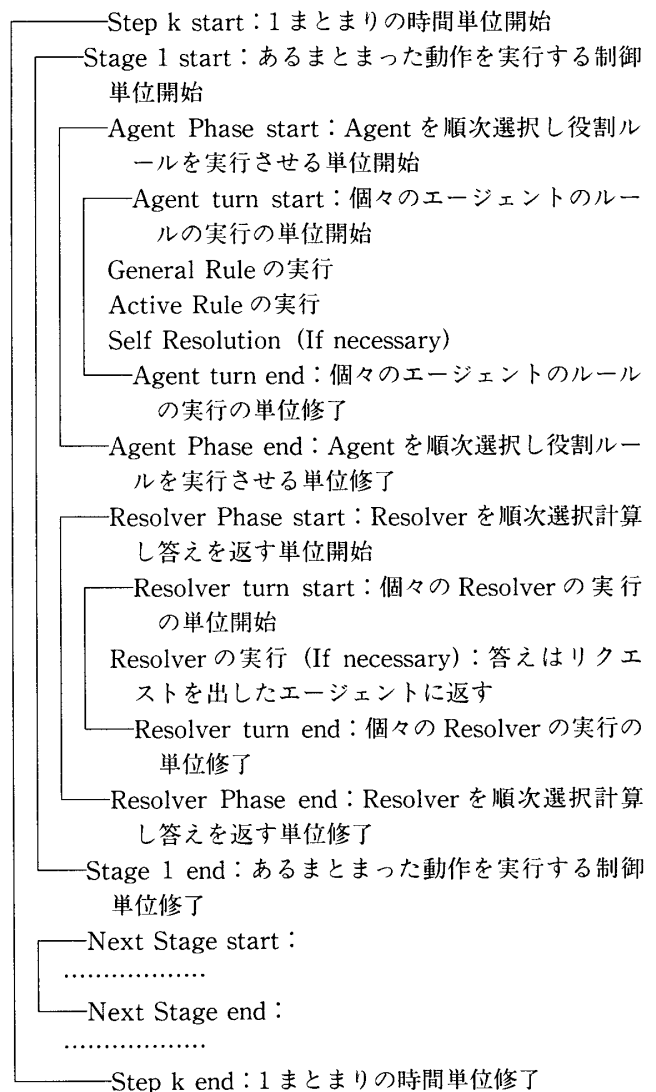 Step k start：1まとまりの時間単位開始
Stage 1 start：あるまとまった動作を実行する制御
単位開始
Agent Phase start：Agentを順次選択し役割ル
ールを実行させる単位開始
Agent turn start：個々のエージェントのルー
ルの実行の単位開始
General Ruleの実行
Active Ruleの実行
Self Resolution (If necessary)
Agent turn end：個々のエージェントのルール
の実行の単位修了
Agent Phase end：Agentを順次選択し役割ルー
ルを実行させる単位修了
Resolver Phase start：Resolverを順次選択計算
し答えを返す単位開始
Resolver turn start：個々のResolverの実行
の単位開始
Resolverの実行 (If necessary)：答えはリクエ
ストを出したエージェントに返す
Resolver turn end：個々のResolverの実行の
単位修了
Resolver Phase end：Resolverを順次選択計算
し答えを返す単位修了
Stage 1 end：あるまとまった動作を実行する制御
単位修了
Next Stage start：
………………
Next Stage end：
………………
Step k end：1まとまりの時間単位修了